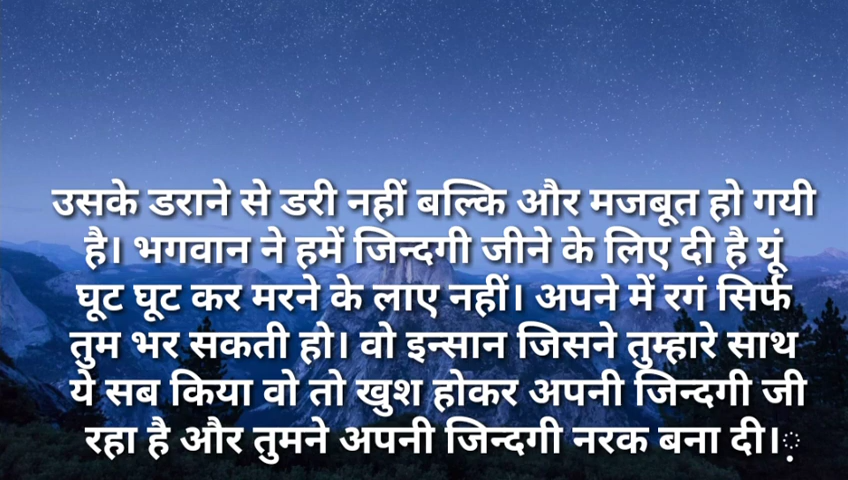 उसके डराने से डरी नहीं बल्कि और मजबूत हो गयी
है। भगवान ने हमें जिन्दगी जीने के लिए दी है यूं
घूट घूट कर मरने के लाए नहीं। अपने में रगं सिर्फ
तुम भर सकती हो। वो इन्सान जिसने तुम्हारे साथ
ये सब किया वो तो खुश होकर अपनी जिन्दगी जी
रहा है और तुमने अपनी जिन्दगी नरक बना दी।़